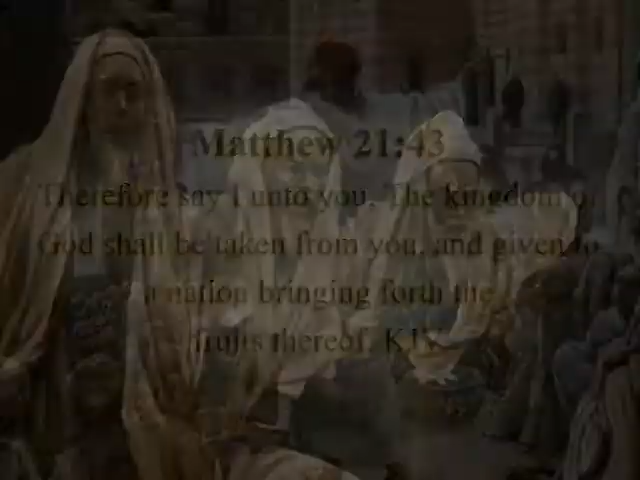 Matthew 21:43
Therefore say I unto you, The kingdom of
God shall be taken from you, and given to
a nation bringing forth the
fruits thereof. KJV